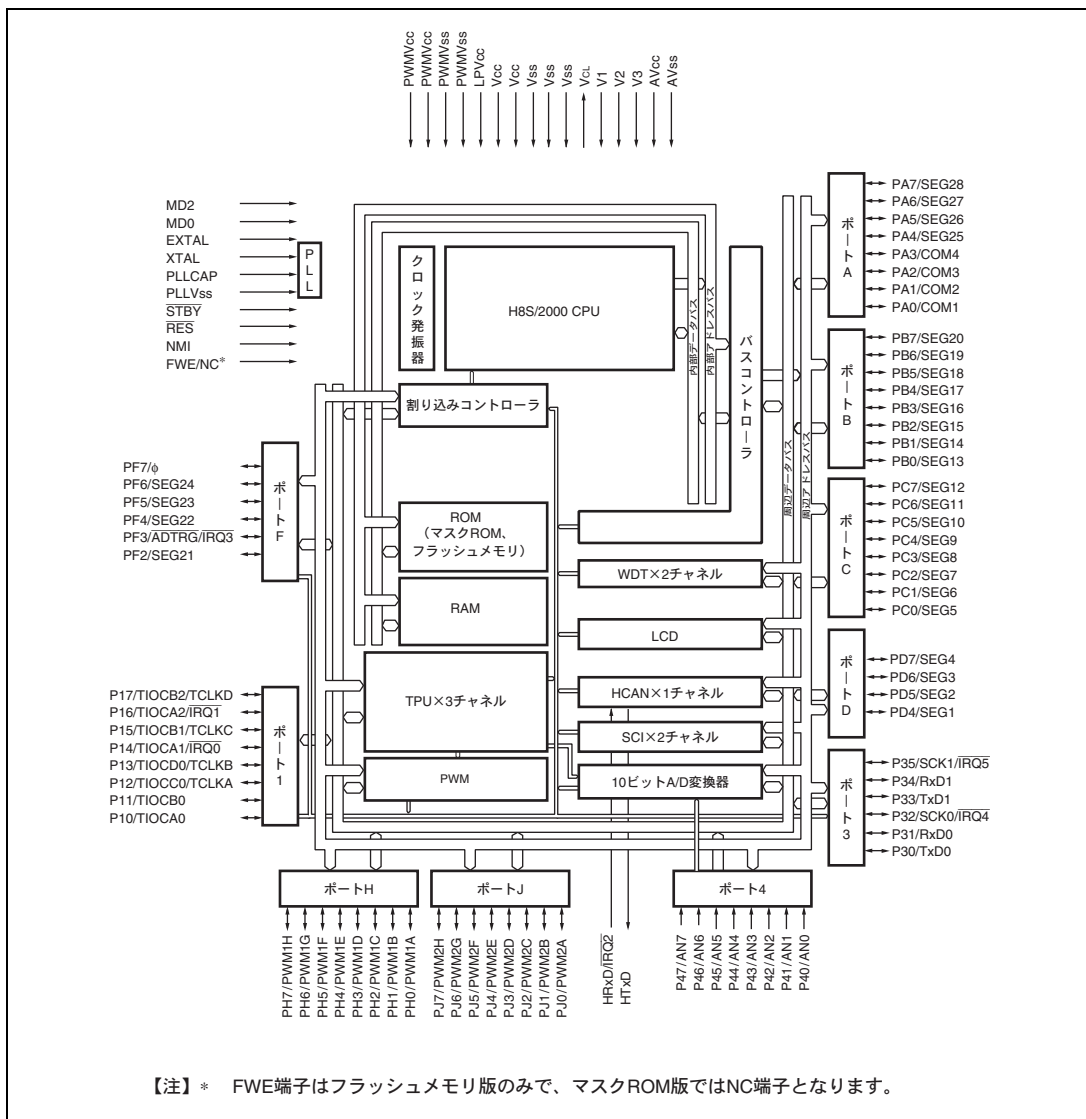 PWMVcc
PWMVcc
PWMVss
PWMVss
LPVcc
Vcc
Vcc
Vss
Vss
Vss
VCL
V1
V2
V3
AVcc
AVss
MD2
MD0
EXTAL
XTAL
PLLCAP
PLLVss
STBY
RES
NMI
FWE/NC*
PLL
クロック発振器
H8S/2000 CPU
内部データバス
内部アドレスバス
バスコントローラ
割り込みコントローラ
ROM
(マスクROM、
フラッシュメモリ)
RAM
TPU×3チャネル
PWM
WDT×2チャネル
LCD
HCAN×1チャネル
SCI×2チャネル
10ビットA/D変換器
周辺データバス
周辺アドレスバス
ポートA
PA7/SEG28
PA6/SEG27
PA5/SEG26
PA4/SEG25
PA3/COM4
PA2/COM3
PA1/COM2
PA0/COM1
ポートB
PB7/SEG20
PB6/SEG19
PB5/SEG18
PB4/SEG17
PB3/SEG16
PB2/SEG15
PB1/SEG14
PB0/SEG13
ポートC
PC7/SEG12
PC6/SEG11
PC5/SEG10
PC4/SEG9
PC3/SEG8
PC2/SEG7
PC1/SEG6
PC0/SEG5
ポートD
PD7/SEG4
PD6/SEG3
PD5/SEG2
PD4/SEG1
ポート3
P35/SCK1/IRQ5
P34/RxD1
P33/TxD1
P32/SCK0/IRQ4
P31/RxD0
P30/TxD0
PF7/φ
PF6/SEG24
PF5/SEG23
PF4/SEG22
PF3/ADTRG/IRQ3
PF2/SEG21
ポートF
P17/TIOCB2/TCLKD
P16/TIOCA2/IRQ1
P15/TIOCB1/TCLKC
P14/TIOCA1/IRQ0
P13/TIOCD0/TCLKB
P12/TIOCC0/TCLKA
P11/TIOCB0
P10/TIOCA0
ポート1
ポートH
PH7/PWM1H
PH6/PWM1G
PH5/PWM1F
PH4/PWM1E
PH3/PWM1D
PH2/PWM1C
PH1/PWM1B
PH0/PWM1A
ポートJ
PJ7/PWM2H
PJ6/PWM2G
PJ5/PWM2F
PJ4/PWM2E
PJ3/PWM2D
PJ2/PWM2C
PJ1/PWM2B
PJ0/PWM2A
HRxD/IRQ2
HTxD
ポート4
P47/AN7
P46/AN6
P45/AN5
P44/AN4
P43/AN3
P42/AN2
P41/AN1
P40/AN0
【注】* FWE端子はフラッシュメモリ版のみで、マスクROM版ではNC端子となります。